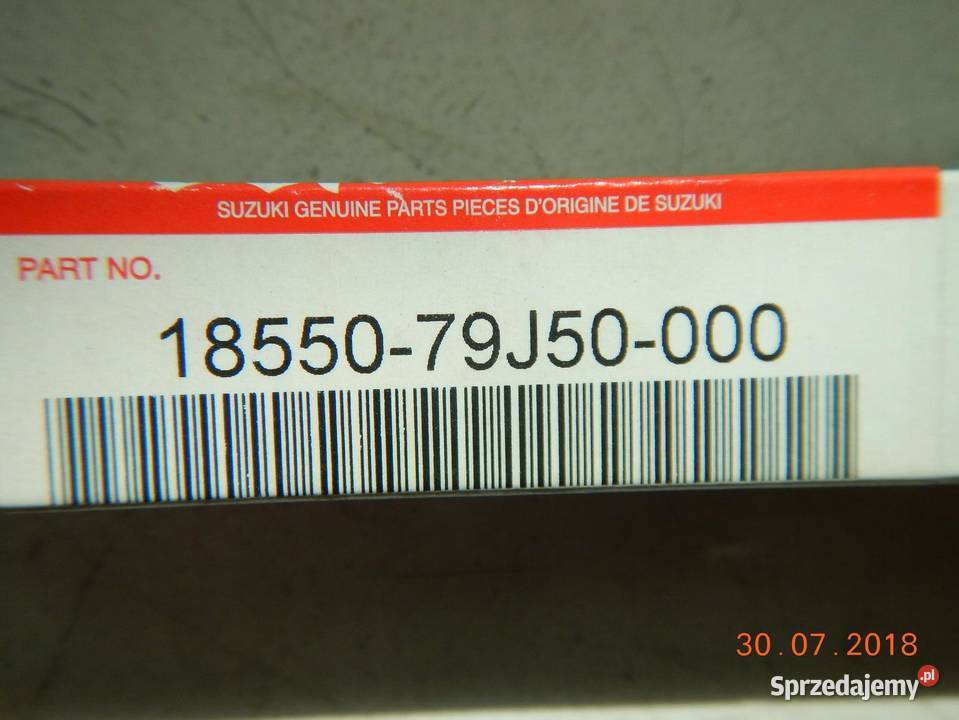 SUZUKI GENUINE PARTS PIECES D'ORIGINE DE SUZUKI
PART NO.
18550-79J50-000
30.07.2018
Sprzedajemy.pl